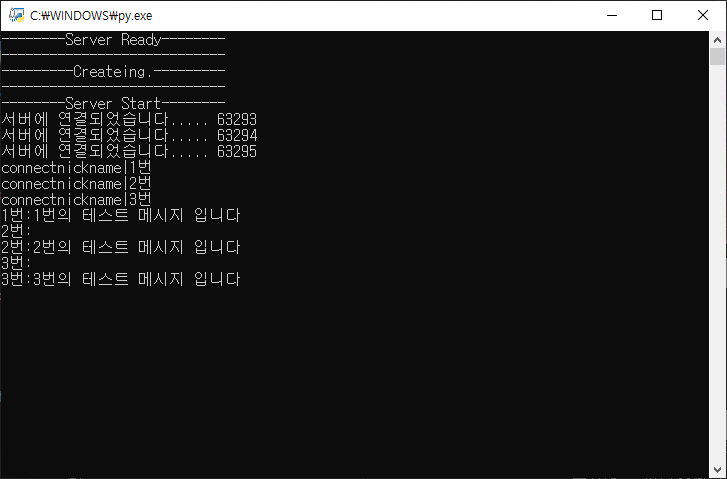 C:₩WINDOWS₩py.exe
--------Server Ready--------
----------------------------
---------Createing.---------
----------------------------
--------Server Start--------
서버에 연결되었습니다..... 63293
서버에 연결되었습니다..... 63294
서버에 연결되었습니다..... 63295
connectnickname|1번
connectnickname|2번
connectnickname|3번
1번:1번의 테스트 메시지 입니다
2번:
2번:2번의 테스트 메시지 입니다
3번:
3번:3번의 테스트 메시지 입니다